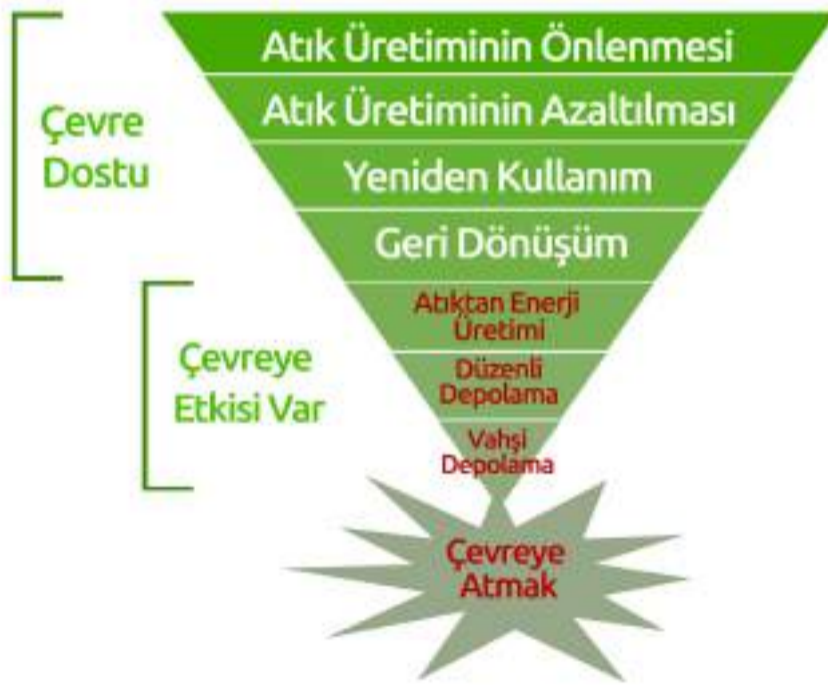 Atık Üretiminin Önlenmesi
Atık Üretiminin Azaltılması
Yeniden Kullanım
Geri Dönüşüm
Çevre
Dostu
Atıktan Enerji
Üretimi
Düzenli
Depolama
Vahşi
Depolama
Çevreye
Etkisi Var
Çevreye
Atmak